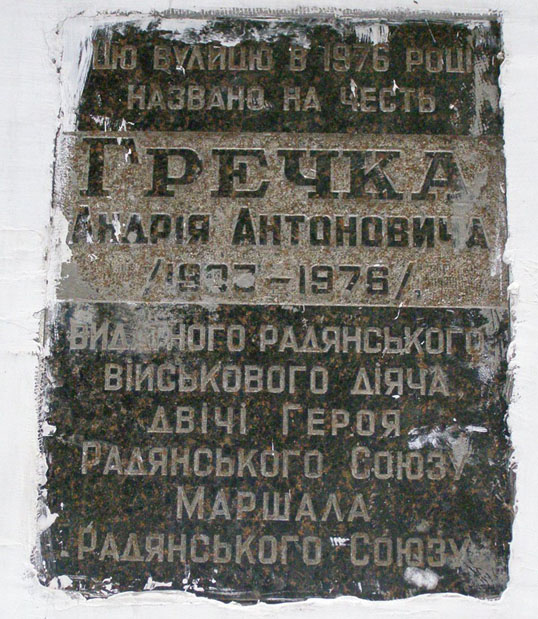 Цю вулицю в 1976 році
названо на честь
Гречка
Андрія Антоновича
/1903-1976/,
видатного радянського
військового діяча,
двічі Героя
Радянського Союзу
Маршала
Радянського Союзу